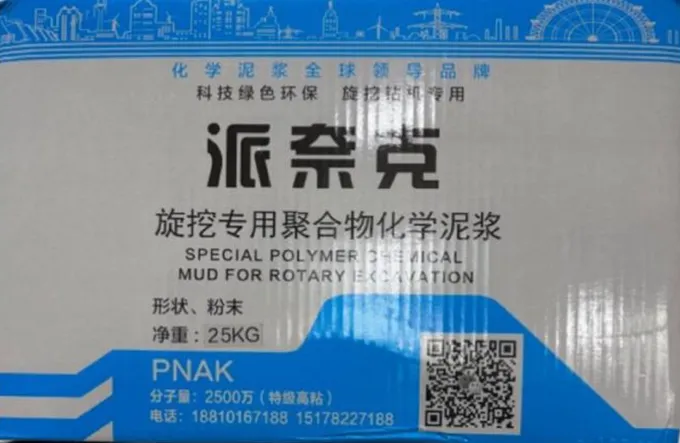 化学泥浆全球领导品牌
科技绿色环保 旋挖钻机专用
派奈克
旋挖专用聚合物化学泥浆
SPECIAL POLYMER CHEMICAL
MUD FOR ROTARY EXCAVATION
形状、粉末
净重：25KG
PNAK
分子量：2500万（特级高粘）
电话：18810167188 15178227188